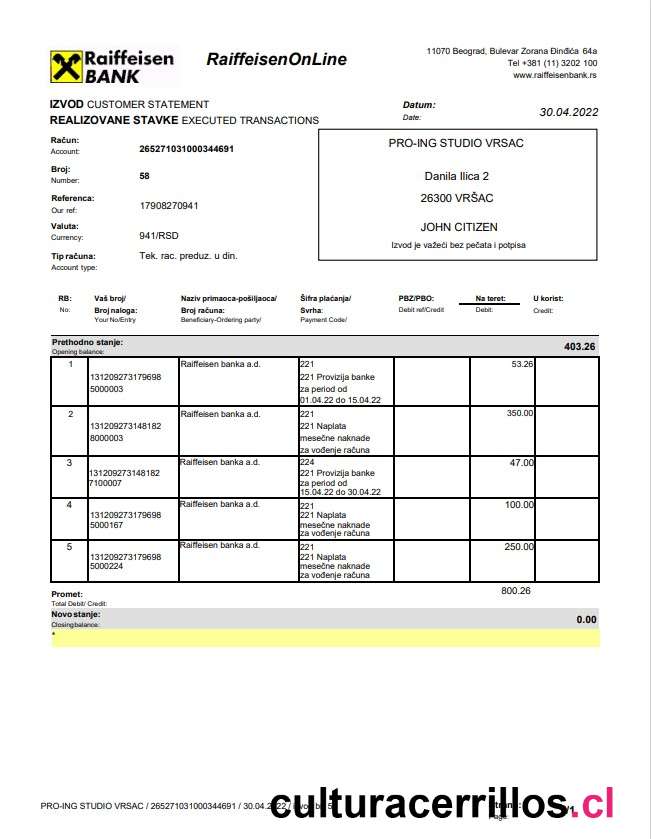 Raiffeisen
BANK
RaiffeisenOnLine
11070 Beograd, Bulevar Zorana Đinđića 64a
Tel +381 (11) 3202 100
www.raiffeisenbank.rs
IZVOD CUSTOMER STATEMENT
REALIZOVANE STAVKE EXECUTED TRANSACTIONS
Datum:
Date:
30.04.2022
Račun:
Account:
265271031000344691
Broj:
Number:
58
Referenca:
Our ref:
17908270941
Valuta:
Currency:
941/RSD
Tip računa:
Account type:
Tek. rac. preduz. u din.
PRO-ING STUDIO VRSAC
Danila Ilica 2
26300 VRŠAC
JOHN CITIZEN
Izvod je važeći bez pečata i potpisa
RB: Vaš broj/ Naziv primaoca-pošiljaoca/ Šifra plaćanja/ PBZ/PBO: Na teret: U korist:
No: Broj naloga: Broj računa: Svrha: Debit ref/Credit Debit: Credit:
Your No/Entry Beneficiary-Ordering party/ Payment Code/
Prethodno stanje:
Opening balance:
403.26
1 Raiffeisen banka a.d. 221 53.26
131209273179698 221 Provizija banke
5000003 za period od
01.04.22 do 15.04.22
2 Raiffeisen banka a.d. 221 350.00
131209273148182 221 Naplata
8000003 mesečne naknade
za vođenje računa
3 Raiffeisen banka a.d. 224 47.00
131209273148182 221 Provizija banke
7100007 za period od
15.04.22 do 30.04.22
4 Raiffeisen banka a.d. 221 100.00
131209273179698 221 Naplata
5000167 mesečne naknade
za vođenje računa
5 Raiffeisen banka a.d. 221 250.00
131209273179698 221 Naplata
5000224 mesečne naknade
za vođenje računa
Promet:
Total Debit/ Credit:
800.26
Novo stanje:
Closingbalance:
0.00
*
PRO-ING STUDIO VRSAC / 265271031000344691 / 30.04.2022 /
culturacerrillos.cl